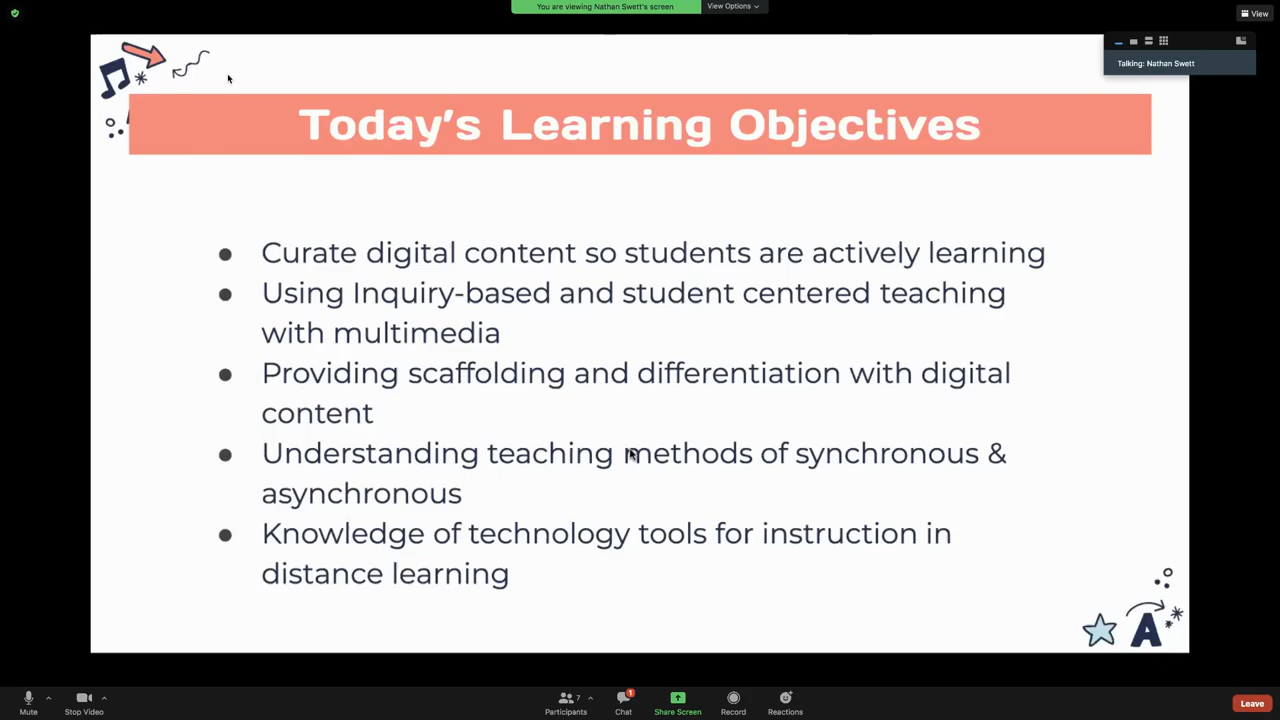 You are viewing Nathan Swett's screen
View Options
View
Talking: Nathan Swett
Today's Learning Objectives
● Curate digital content so students are actively learning
● Using Inquiry-based and student centered teaching
with multimedia
● Providing scaffolding and differentiation with digital
content
● Understanding teaching methods of synchronous &
asynchronous
● Knowledge of technology tools for instruction in
distance learning
A
Mute
Stop Video
Participants
7
Chat
1
Share Screen
Record
Reactions
Leave